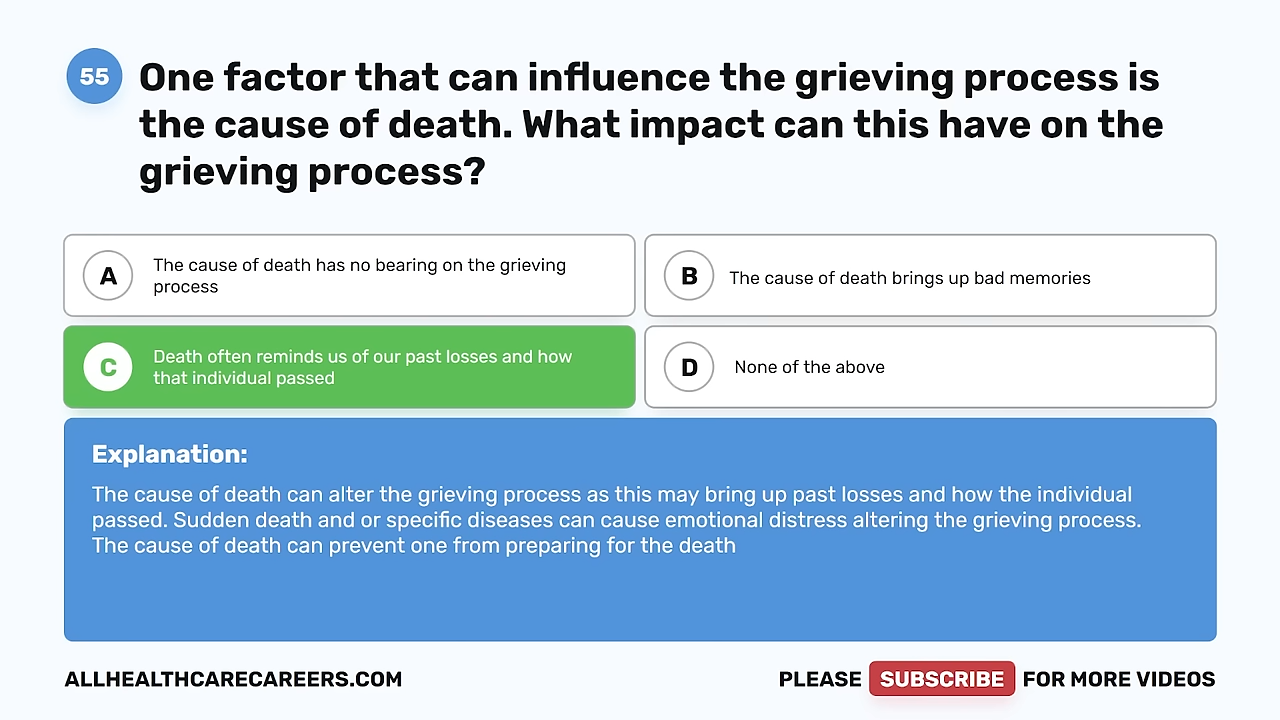 55
One factor that can influence the grieving process is
the cause of death. What impact can this have on the
grieving process?
A
The cause of death has no bearing on the grieving
process
B
The cause of death brings up bad memories
C
Death often reminds us of our past losses and how
that individual passed
D
None of the above
Explanation:
The cause of death can alter the grieving process as this may bring up past losses and how the individual
passed. Sudden death and or specific diseases can cause emotional distress altering the grieving process.
The cause of death can prevent one from preparing for the death
ALLHEALTHCARECAREERS.COM
PLEASE SUBSCRIBE FOR MORE VIDEOS